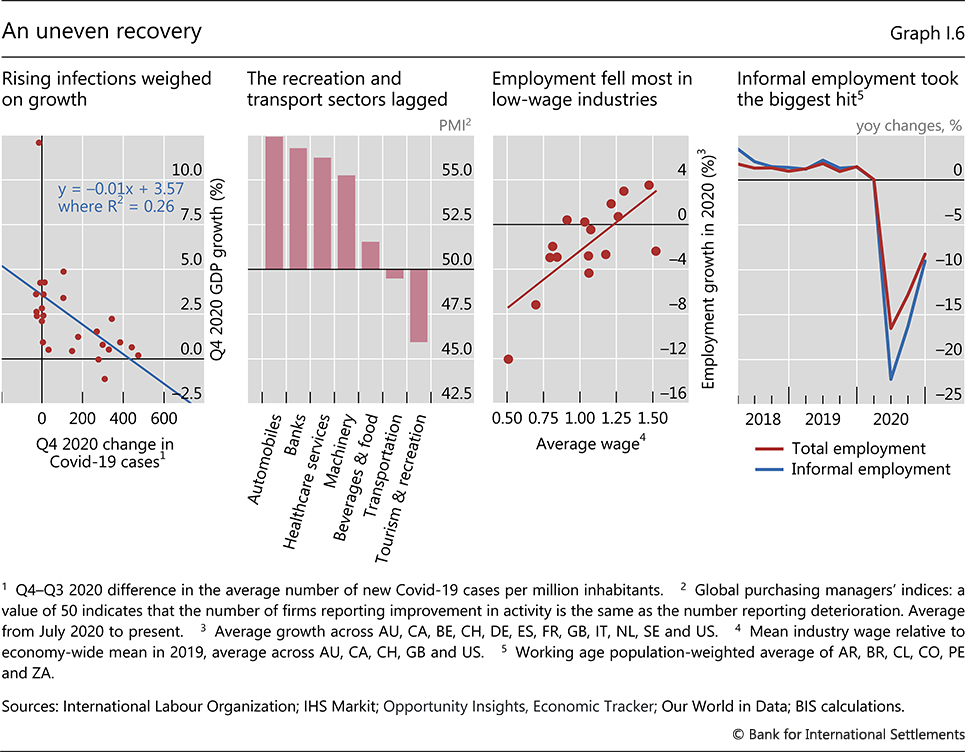 An uneven recovery
Graph I.6
Rising infections weighed
on growth
10.0
7.5
5.0
2.5
0.0
–2.5
y = –0.01x + 3.57
where R² = 0.26
Q4 2020 GDP growth (%)
0 200 400 600
Q4 2020 change in
Covid-19 cases¹
The recreation and
transport sectors lagged
PMI²
55.0
52.5
50.0
47.5
45.0
42.5
Automobiles
Banks
Healthcare services
Machinery
Beverages & food
Transportation
Tourism & recreation
Employment fell most in
low-wage industries
4
0
–4
–8
–12
–16
Employment growth in 2020 (%)³
0.50 0.75 1.00 1.25 1.50
Average wage⁴
Informal employment took
the biggest hit⁵
yoy changes, %
0
–5
–10
–15
–20
–25
2018 2019 2020
Total employment
Informal employment
¹ Q4–Q3 2020 difference in the average number of new Covid-19 cases per million inhabitants. ² Global purchasing managers’ indices: a
value of 50 indicates that the number of firms reporting improvement in activity is the same as the number reporting deterioration. Average
from July 2020 to present. ³ Average growth across AU, CA, BE, CH, DE, ES, FR, GB, IT, NL, SE and US. ⁴ Mean industry wage relative to
economy-wide mean in 2019, average across AU, CA, CH, GB and US. ⁵ Working age population-weighted average of AR, BR, CL, CO, PE
and ZA.
Sources: International Labour Organization; IHS Markit; Opportunity Insights, Economic Tracker; Our World in Data; BIS calculations.
© Bank for International Settlements